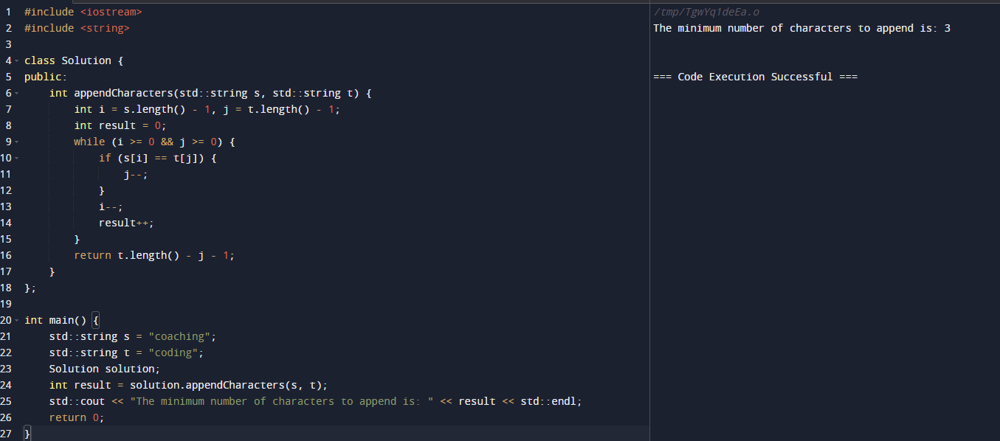 1 #include <iostream>
2 #include <string>
3
4 class Solution {
5 public:
6     int appendCharacters(std::string s, std::string t) {
7         int i = s.length() - 1, j = t.length() - 1;
8         int result = 0;
9         while (i >= 0 && j >= 0) {
10             if (s[i] == t[j]) {
11                 j--;
12             }
13             i--;
14             result++;
15         }
16         return t.length() - j - 1;
17     }
18 };
19
20 int main() {
21     std::string s = "coaching";
22     std::string t = "coding";
23     Solution solution;
24     int result = solution.appendCharacters(s, t);
25     std::cout << "The minimum number of characters to append is: " << result << std::endl;
26     return 0;
27 }
/tmp/TgwYq1deEa.o
The minimum number of characters to append is: 3
=== Code Execution Successful ===